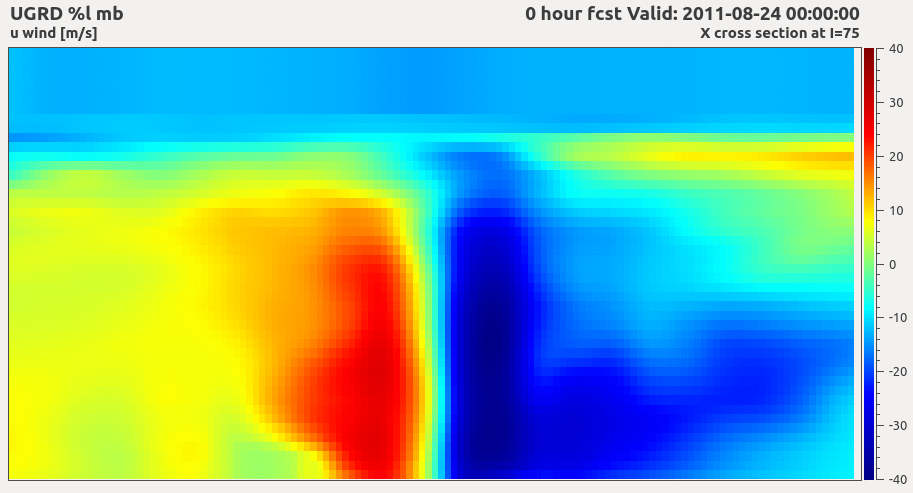 UGRD %l mb
0 hour fcst Valid: 2011-08-24 00:00:00
u wind [m/s]
X cross section at I=75
40
30
20
10
0
-10
-20
-30
-40